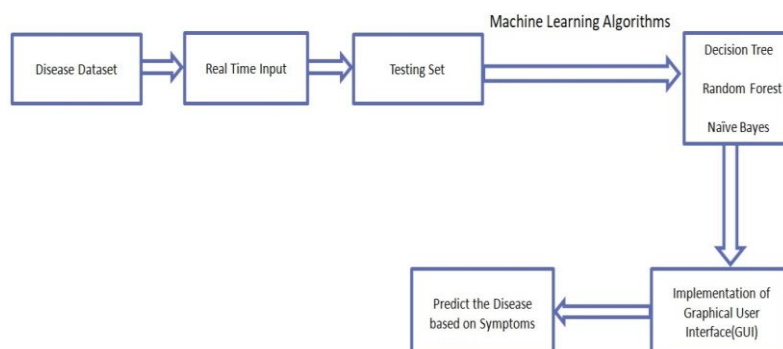 Machine Learning Algorithms
Disease Dataset
Real Time Input
Testing Set
Decision Tree
Random Forest
Naïve Bayes
Implementation of
Graphical User
Interface(GUI)
Predict the Disease
based on Symptoms